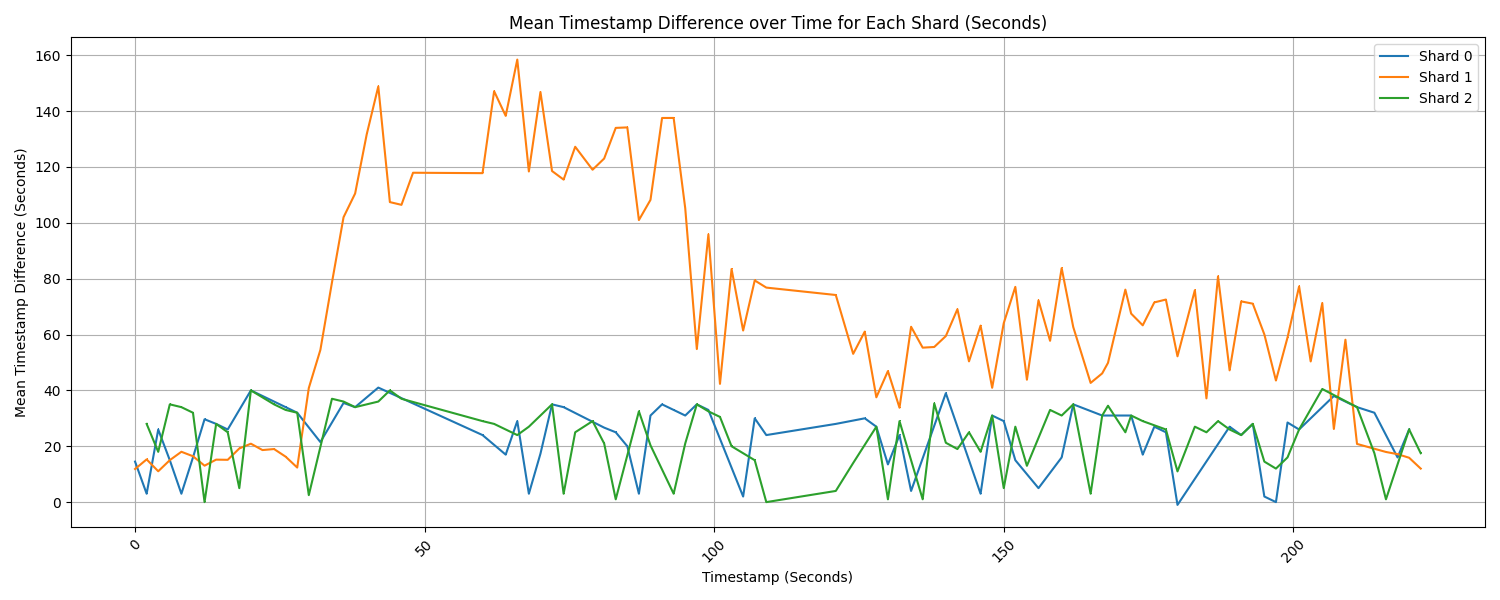 Mean Timestamp Difference over Time for Each Shard (Seconds)
Shard 0
Shard 1
Shard 2
Mean Timestamp Difference (Seconds)
160
140
120
100
80
60
40
20
0
0
50
100
150
200
Timestamp (Seconds)